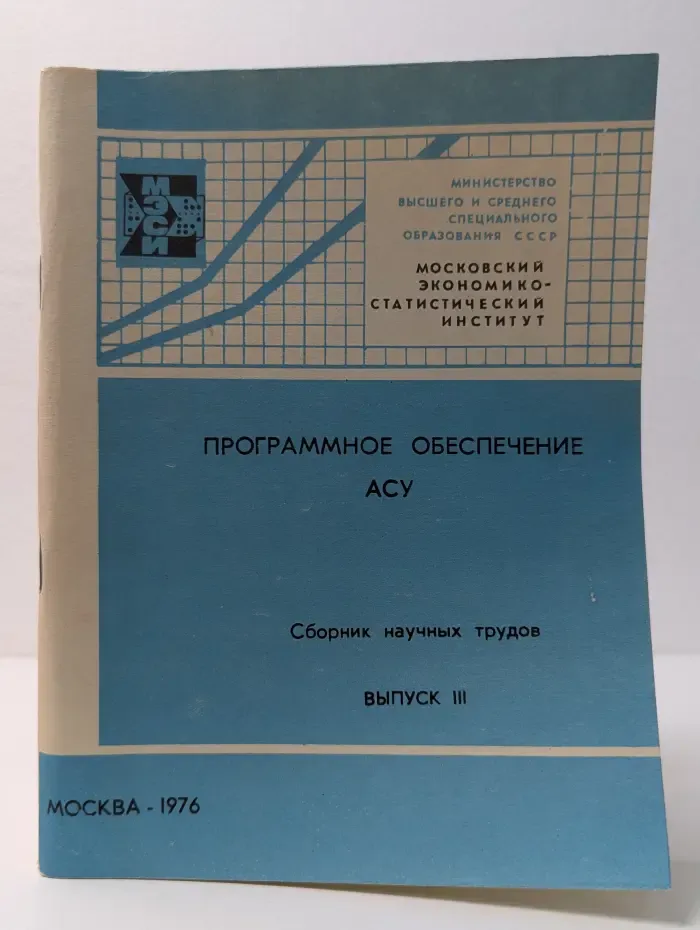 МЭСИ
МИНИСТЕРСТВО
ВЫСШЕГО И СРЕДНЕГО
СПЕЦИАЛЬНОГО
ОБРАЗОВАНИЯ СССР
МОСКОВСКИЙ
ЭКОНОМИКО-
СТАТИСТИЧЕСКИЙ
ИНСТИТУТ
ПРОГРАММНОЕ ОБЕСПЕЧЕНИЕ
АСУ
Сборник научных трудов
ВЫПУСК III
МОСКВА - 1976